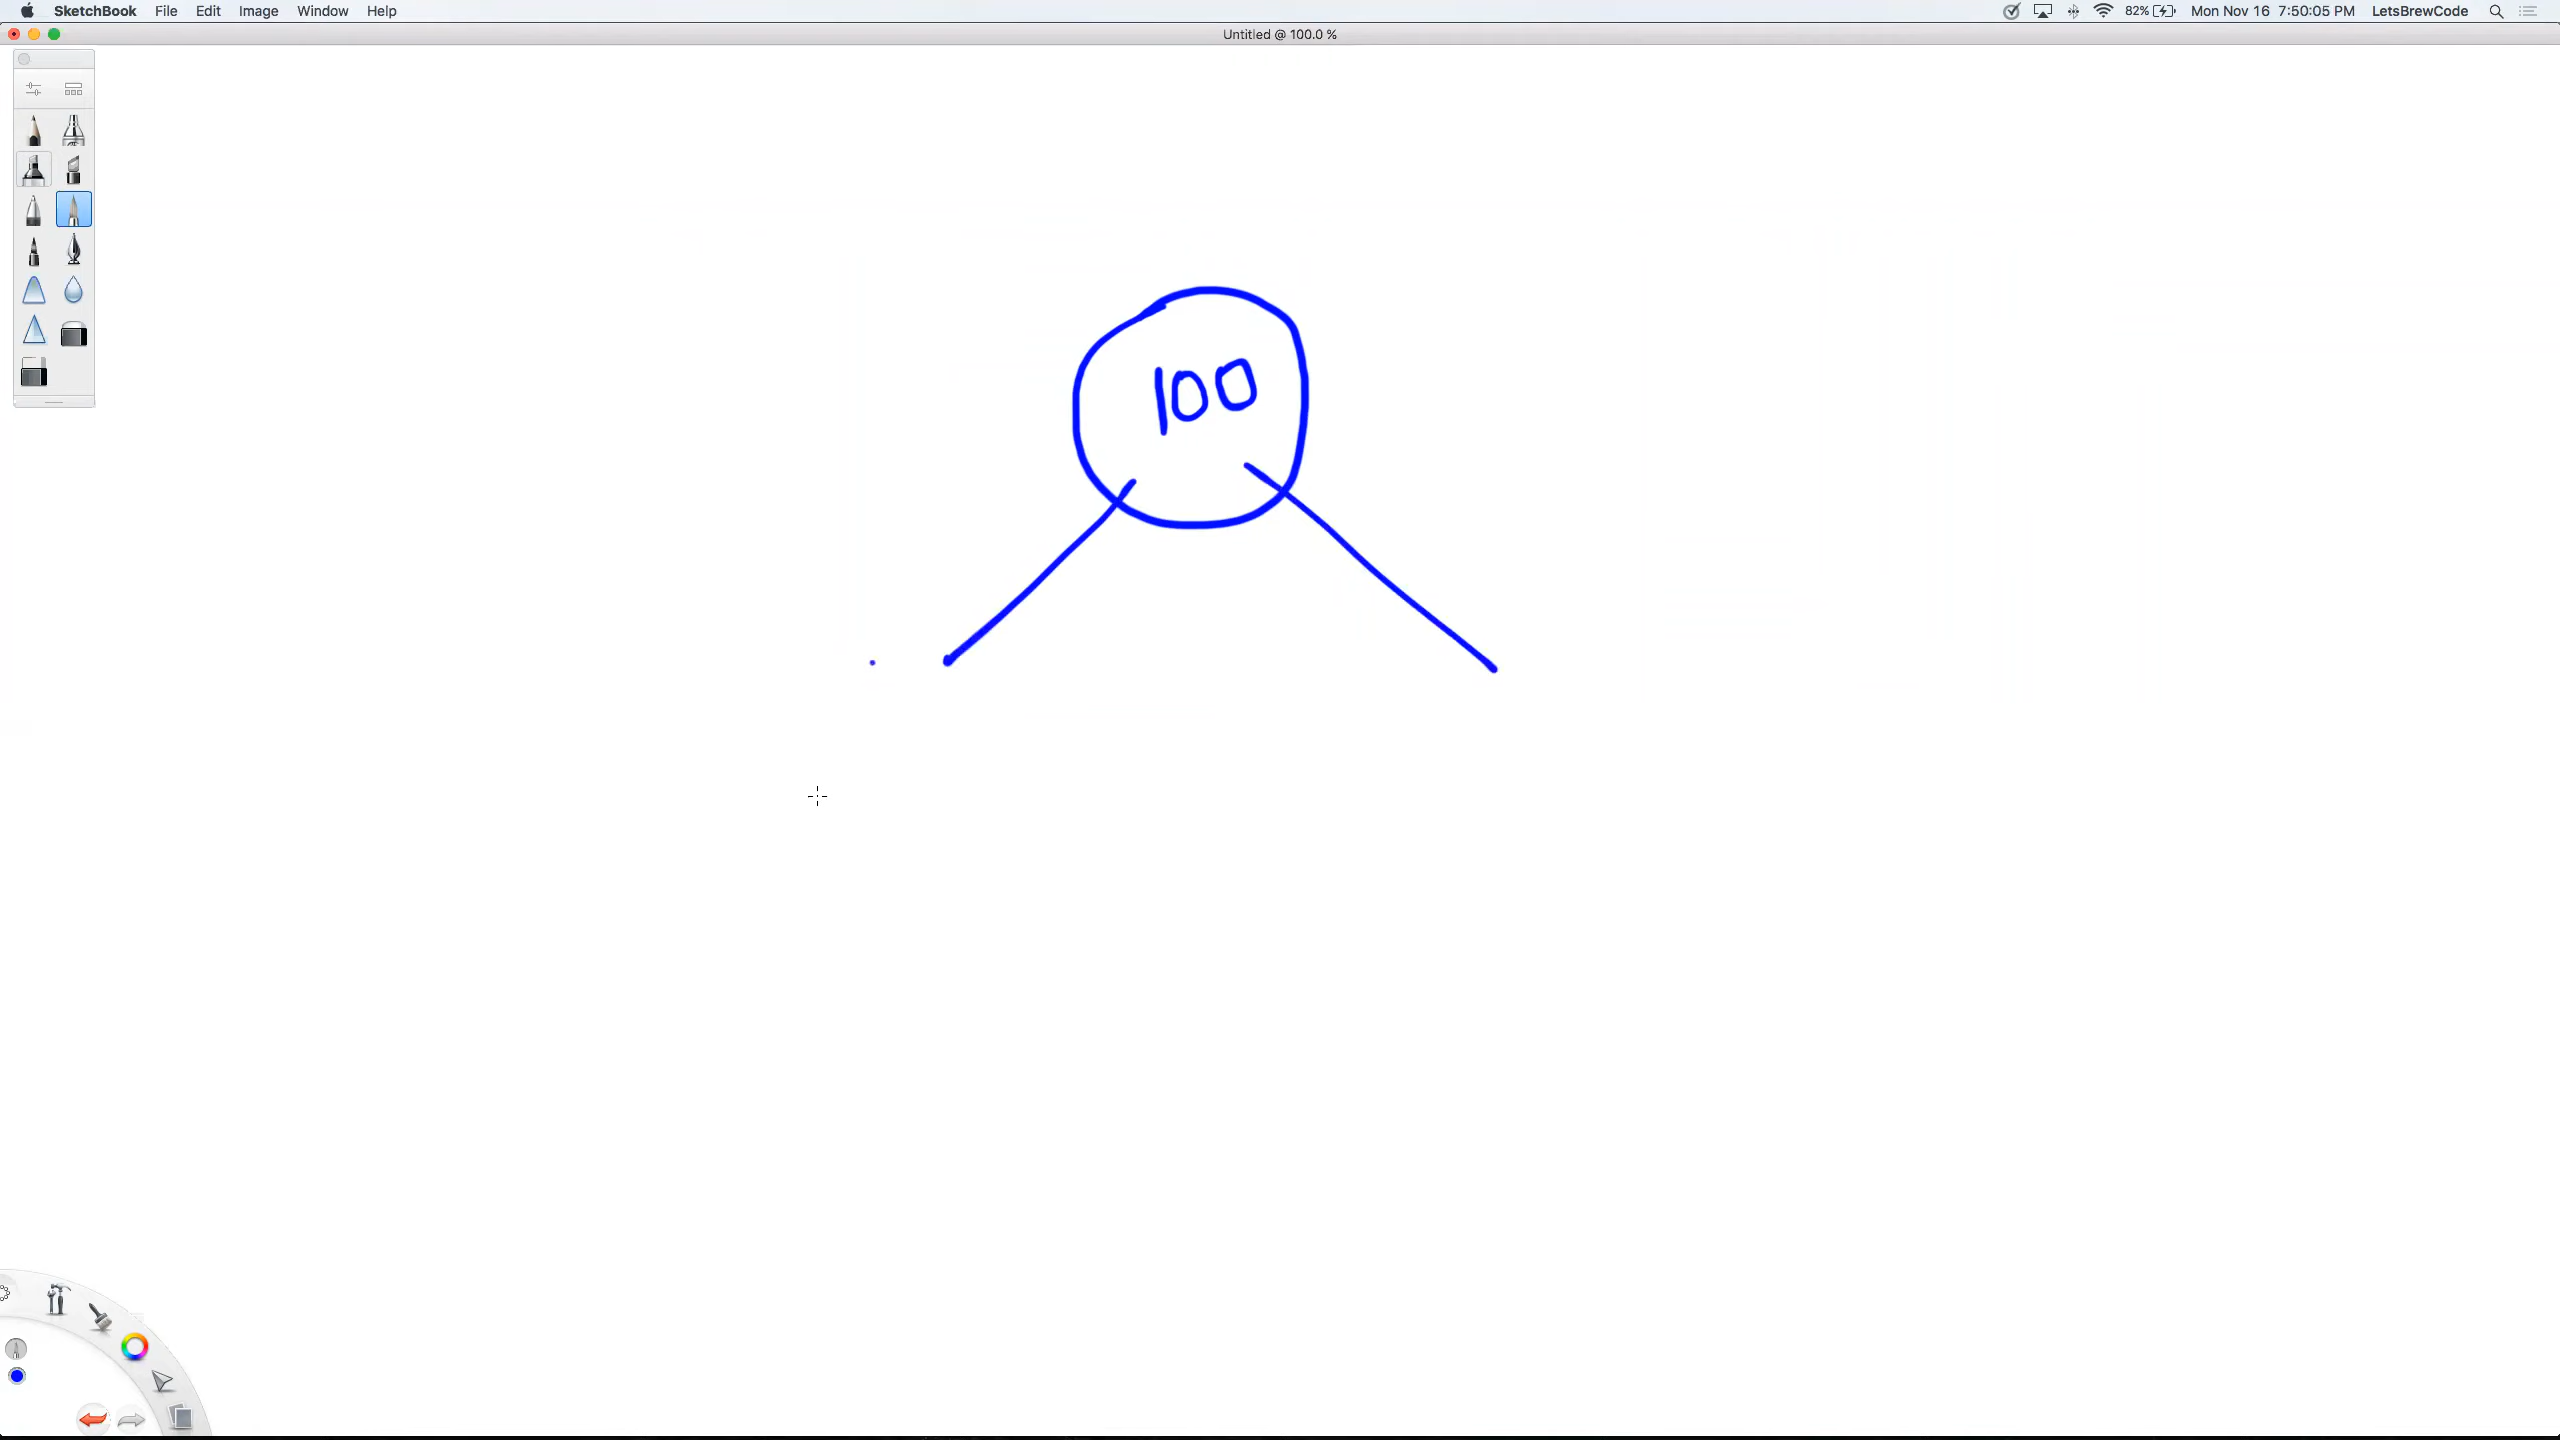 SketchBook File Edit Image Window Help 82% Mon Nov 16 7:50:05 PM LetsBrewCode
Untitled @ 100.0 %
100